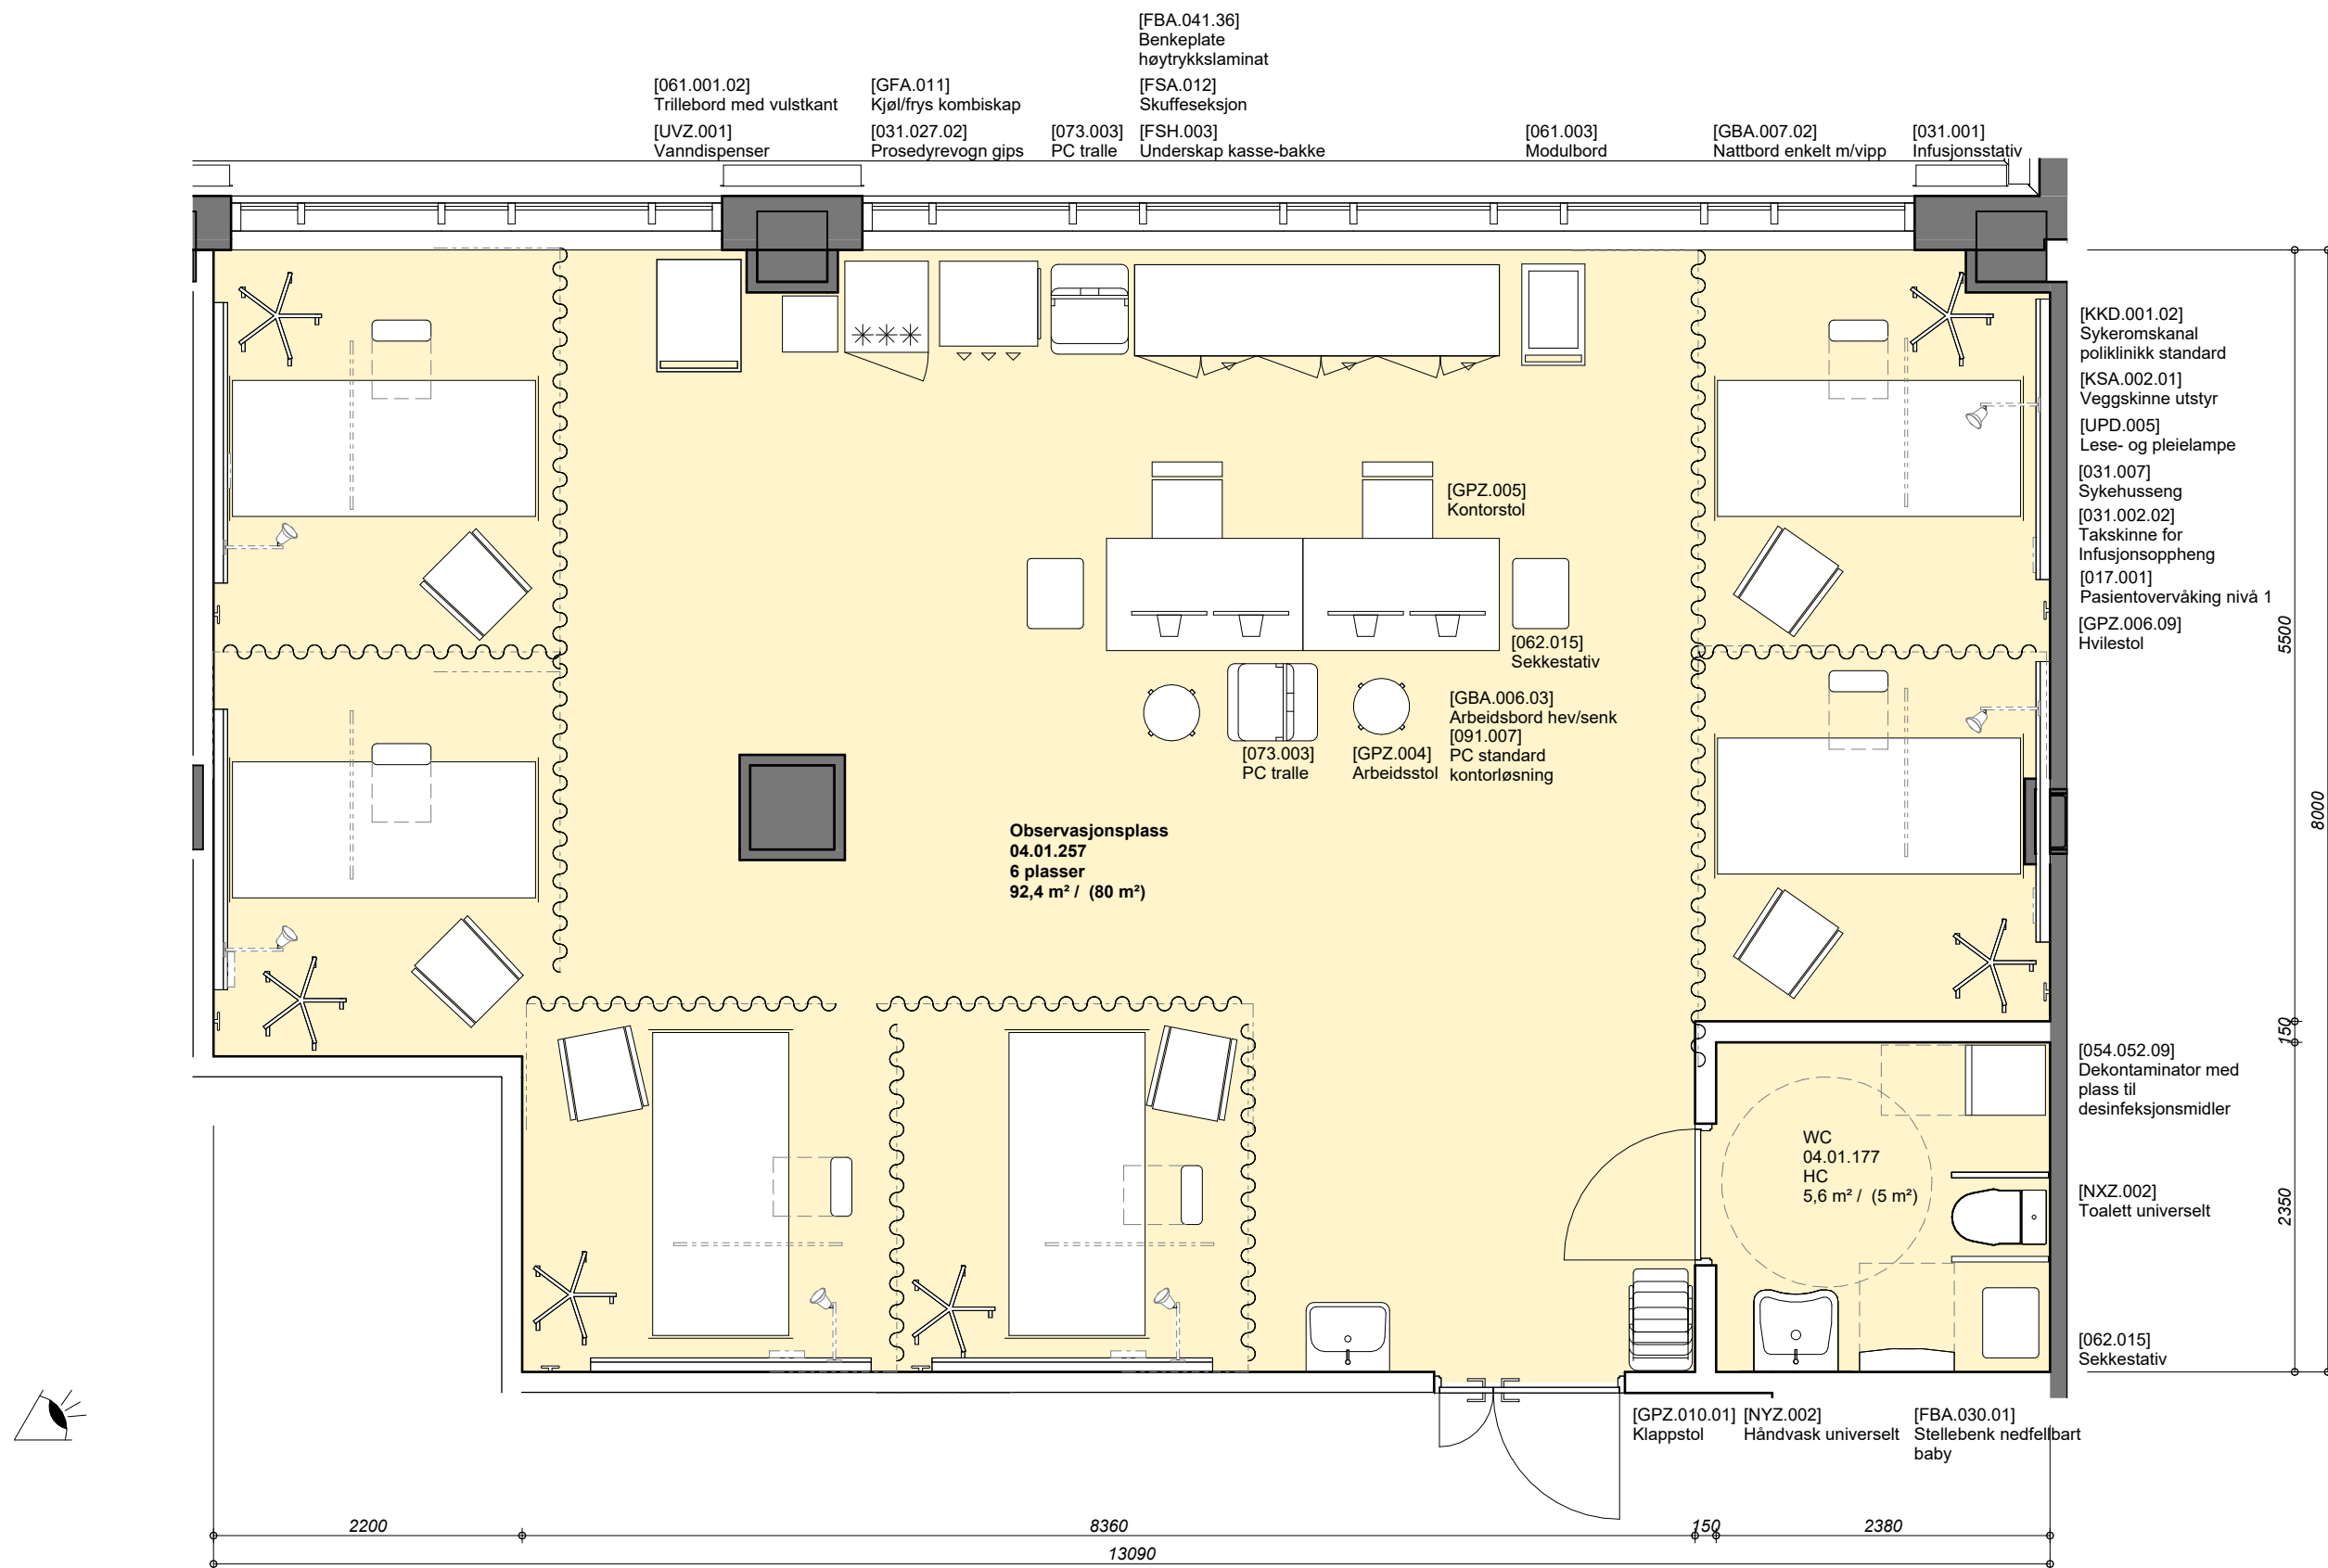 [FBA.041.36]
Benkeplate
høytrykkslaminat
[061.001.02]
Trillebord med vulstkant
[UVZ.001]
Vanndispenser
[GFA.011]
Kjøl/frys kombiskap
[031.027.02]
Prosedyrevogn gips
[073.003]
PC tralle
[FSA.012]
Skuffeseksjon
[FSH.003]
Underskap kasse-bakke
[061.003]
Modulbord
[GBA.007.02]
Nattbord enkelt m/vipp
[031.001]
Infusjonsstativ
[KKD.001.02]
Sykeromskanal
poliklinikk standard
[KSA.002.01]
Veggskinne utstyr
[UPD.005]
Lese- og pleielampe
[031.007]
Sykehusseng
[031.002.02]
Takskinne for
Infusjonsoppheng
[017.001]
Pasientovervåking nivå 1
[GPZ.006.09]
Hvilestol
[GPZ.005]
Kontorstol
[062.015]
Sekkestativ
[GBA.006.03]
Arbeidsbord hev/senk
[091.007]
PC standard
kontorløsning
[073.003]
PC tralle
[GPZ.004]
Arbeidsstol
Observasjonsplass
04.01.257
6 plasser
92,4 m² / (80 m²)
WC
04.01.177
HC
5,6 m² / (5 m²)
[054.052.09]
Dekontaminator med
plass til
desinfeksjonsmidler
[NXZ.002]
Toalett universelt
[062.015]
Sekkestativ
[GPZ.010.01]
Klappstol
[NYZ.002]
Håndvask universelt
[FBA.030.01]
Stellebenk nedfellbart
baby
5500
8000
150
2350
2200
8360
150
2380
13090